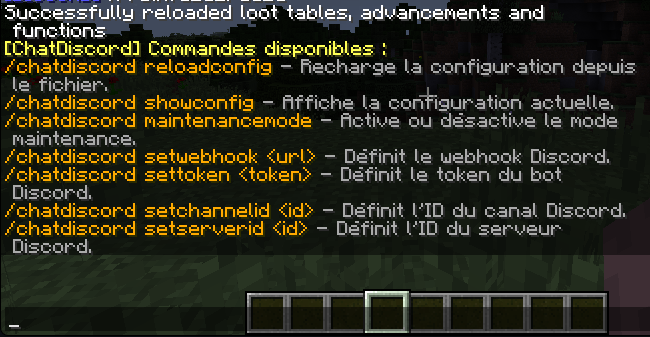 Successfully reloaded loot tables, advancements and
functions
[ChatDiscord] Commandes disponibles :
/chatdiscord reloadconfig - Recharge la configuration depuis
le fichier.
/chatdiscord showconfig - Affiche la configuration actuelle.
/chatdiscord maintenancemode - Active ou désactive le mode
maintenance.
/chatdiscord setwebhook <url> - Définit le webhook Discord.
/chatdiscord settoken <token> - Définit le token du bot
Discord.
/chatdiscord setchannelid <id> - Définit l'ID du canal Discord.
/chatdiscord setserverid <id> - Définit l'ID du serveur
Discord.
_